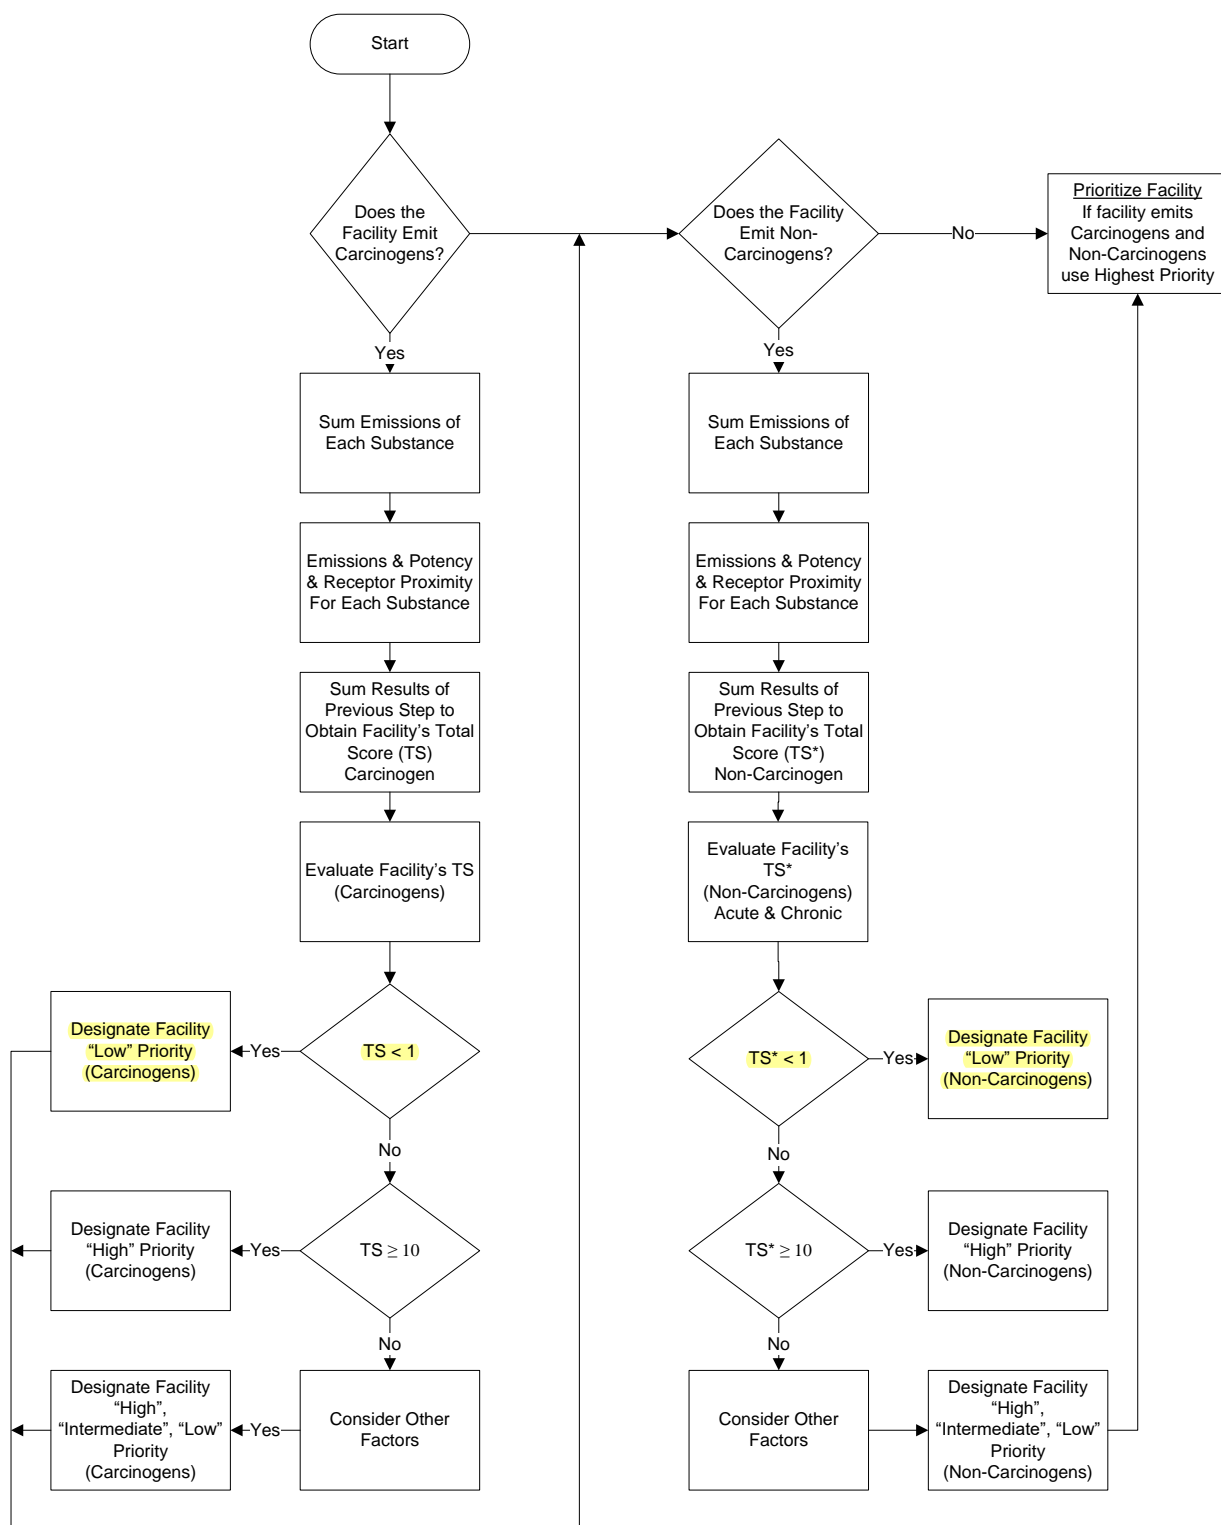 Start
Does the
Facility Emit
Carcinogens?
Does the Facility
Emit Non-
Carcinogens?
No
Prioritize Facility
If facility emits
Carcinogens and
Non-Carcinogens
use Highest Priority
Yes
Yes
Sum Emissions of
Each Substance
Sum Emissions of
Each Substance
Emissions & Potency
& Receptor Proximity
For Each Substance
Emissions & Potency
& Receptor Proximity
For Each Substance
Sum Results of
Previous Step to
Obtain Facility’s Total
Score (TS)
Carcinogen
Sum Results of
Previous Step to
Obtain Facility’s Total
Score (TS*)
Non-Carcinogen
Evaluate Facility’s TS
(Carcinogens)
Evaluate Facility’s
TS*
(Non-Carcinogens)
Acute & Chronic
Designate Facility
“Low” Priority
(Carcinogens)
Yes
TS < 1
TS* < 1
Yes
Designate Facility
“Low” Priority
(Non-Carcinogens)
No
No
Designate Facility
“High” Priority
(Carcinogens)
Yes
TS ≥ 10
TS* ≥ 10
Yes
Designate Facility
“High” Priority
(Non-Carcinogens)
No
No
Designate Facility
“High”,
“Intermediate”, “Low”
Priority
(Carcinogens)
Yes
Consider Other
Factors
Consider Other
Factors
Designate Facility
“High”,
“Intermediate”, “Low”
Priority
(Non-Carcinogens)